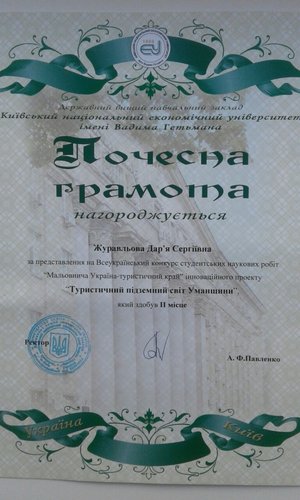 Державний вищий навчальний заклад
Київський національний економічний університет
імені Вадима Гетьмана
Почесна
грамота
нагороджується
Журавльова Дар'я Сергіївна
за представлення на Всеукраїнський конкурс студентських наукових робіт
"Мальовнича Україна-туристичний край" інноваційного проекту
"Туристичний підземний світ Уманщини"
який здобув ІІ місце
Ректор
А. Ф.Павленко
Україна
Київ